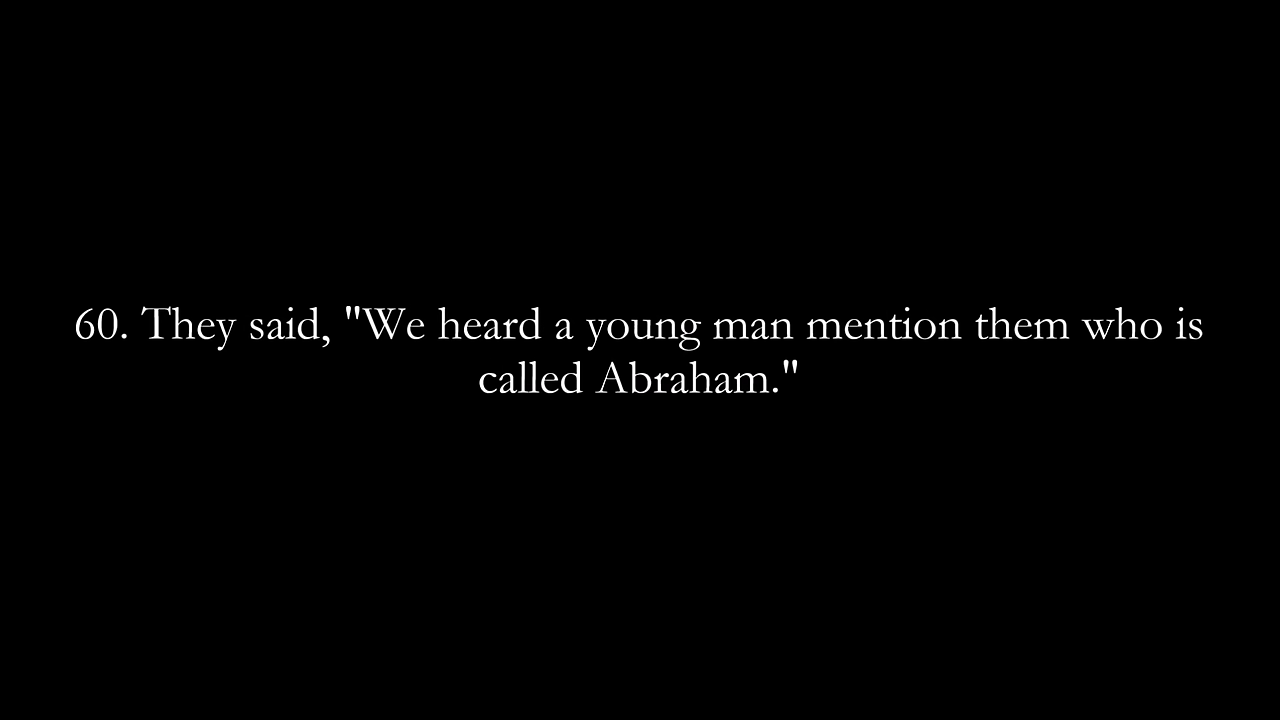 60. They said, "We heard a young man mention them who is
called Abraham."